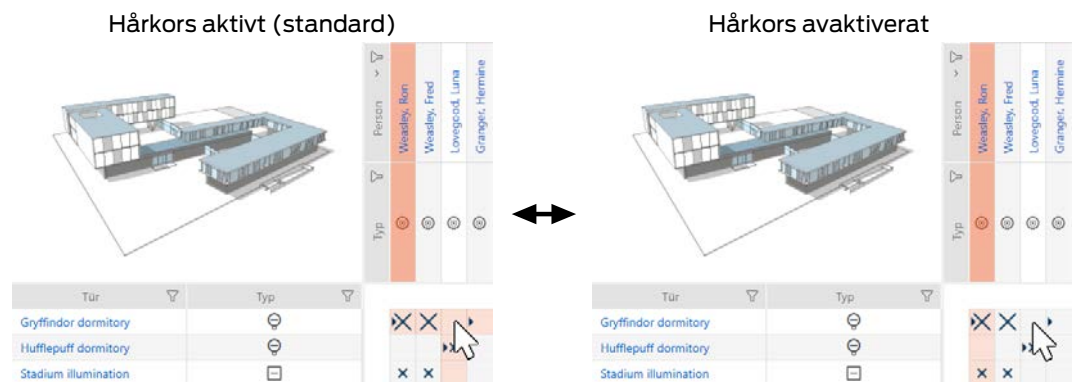 Hårkors aktivt (standard)
Hårkors avaktiverat
Person
Weasley, Ron
Weasley, Fred
Lovegood, Luna
Granger, Hermine
Typ
Tür
Typ
Gryffindor dormitory
Hufflepuff dormitory
Stadium illumination
Person
Weasley, Ron
Weasley, Fred
Lovegood, Luna
Granger, Hermine
Typ
Tür
Typ
Gryffindor dormitory
Hufflepuff dormitory
Stadium illumination